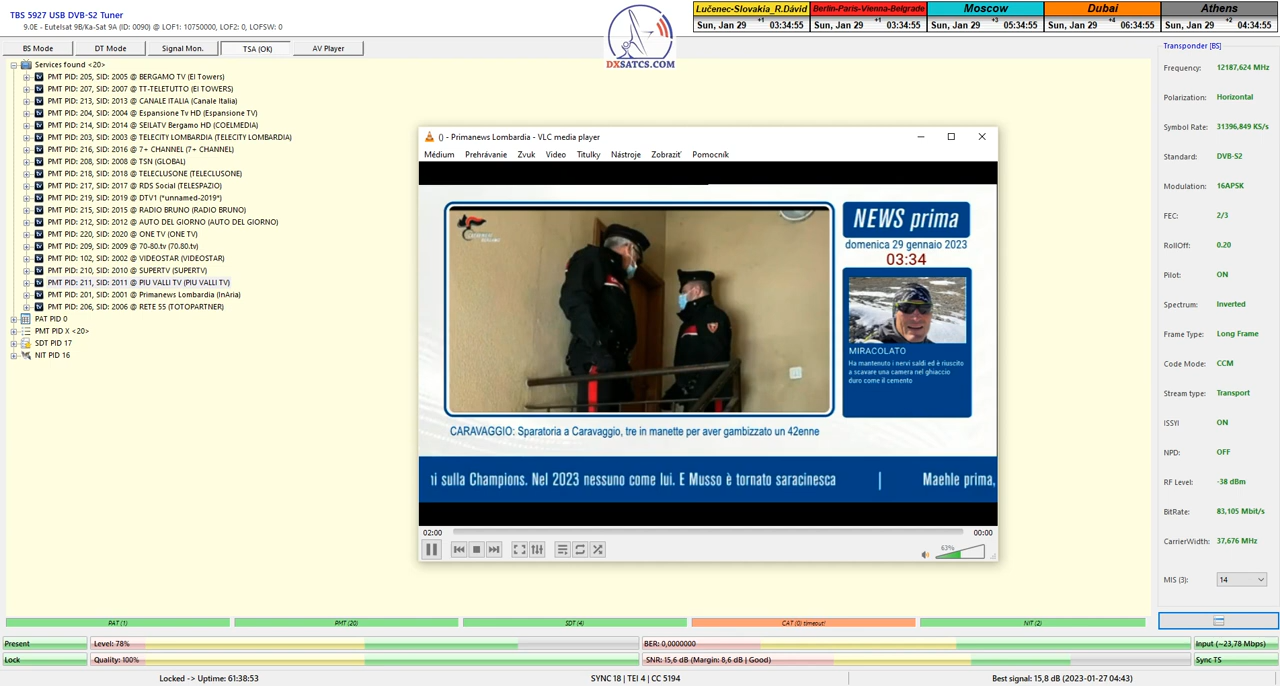 TBS 5927 USB DVB-S2 Tuner
9.0E - Eutelsat 9B/Ka-Sat 9A (ID: 0090) @ LOF1: 10750000, LOF2: 0, LOFSW: 0
DXSATCS.COM
Lučenec-Slovakia_R.Dávid
Sun, Jan 29 +1 03:34:55
Berlin-Paris-Vienna-Belgrade
Sun, Jan 29 +1 03:34:55
Moscow
Sun, Jan 29 +3 05:34:55
Dubai
Sun, Jan 29 +4 06:34:55
Athens
Sun, Jan 29 +2 04:34:55
BS Mode
DT Mode
Signal Mon.
TSA (OK)
AV Player
Services found <20>
PMT PID: 205, SID: 2005 @ BERGAMO TV (EI Towers)
PMT PID: 207, SID: 2007 @ TT-TELETUTTO (EI TOWERS)
PMT PID: 213, SID: 2013 @ CANALE ITALIA (Canale Italia)
PMT PID: 204, SID: 2004 @ Espansione Tv HD (Espansione TV)
PMT PID: 214, SID: 2014 @ SEILATV Bergamo HD (COELMEDIA)
PMT PID: 203, SID: 2003 @ TELECITY LOMBARDIA (TELECITY LOMBARDIA)
PMT PID: 216, SID: 2016 @ 7+ CHANNEL (7+ CHANNEL)
PMT PID: 208, SID: 2008 @ TSN (GLOBAL)
PMT PID: 218, SID: 2018 @ TELECLUSONE (TELECLUSONE)
PMT PID: 217, SID: 2017 @ RDS Social (TELESPAZIO)
PMT PID: 219, SID: 2019 @ DTV1 (*unnamed-2019*)
PMT PID: 215, SID: 2015 @ RADIO BRUNO (RADIO BRUNO)
PMT PID: 212, SID: 2012 @ AUTO DEL GIORNO (AUTO DEL GIORNO)
PMT PID: 220, SID: 2020 @ ONE TV (ONE TV)
PMT PID: 209, SID: 2009 @ 70-80.tv (70-80.tv)
PMT PID: 102, SID: 2002 @ VIDEOSTAR (VIDEOSTAR)
PMT PID: 210, SID: 2010 @ SUPERTV (SUPERTV)
PMT PID: 211, SID: 2011 @ PIU VALLI TV (PIU VALLI TV)
PMT PID: 201, SID: 2001 @ Primanews Lombardia (InAria)
PMT PID: 206, SID: 2006 @ RETE 55 (TOTOPARTNER)
PAT PID 0
PMT PID X <20>
SDT PID 17
NIT PID 16
() - Primanews Lombardia - VLC media player
Médium Prehrávanie Zvuk Video Titulky Nástroje Zobraziť Pomocník
NEWS prima
domenica 29 gennaio 2023
03:34
MIRACOLATO
Ha mantenuto i nervi saldi ed è riuscito
a scavare una camera nel ghiaccio
duro come il cemento
CARAVAGGIO: Sparatoria a Caravaggio, tre in manette per aver gambizzato un 42enne
ni sulla Champions. Nel 2023 nessuno come lui. E Musso è tornato saracinesca | Maehle prima,
02:00
00:00
63%
Transponder [BS]
Frequency: 12187,624 MHz
Polarization: Horizontal
Symbol Rate: 31396,849 KS/s
Standard: DVB-S2
Modulation: 16APSK
FEC: 2/3
RollOff: 0.20
Pilot: ON
Spectrum: Inverted
Frame Type: Long Frame
Code Mode: CCM
Stream type: Transport
ISSYI ON
NPD: OFF
RF Level: -38 dBm
BitRate: 83,105 Mbit/s
CarrierWidth: 37,676 MHz
MIS (3): 14
RAT (1)
PMT (20)
SDT (4)
CAT (0) timeout!
NIT (2)
Present
Level: 78%
BER: 0,0000000
Input (~23,78 Mbps)
Lock
Quality: 100%
SNR: 15,6 dB (Margin: 8,6 dB | Good)
Sync TS
Locked -> Uptime: 61:38:53
SYNC 18 | TEI 4 | CC 5194
Best signal: 15,8 dB (2023-01-27 04:43)